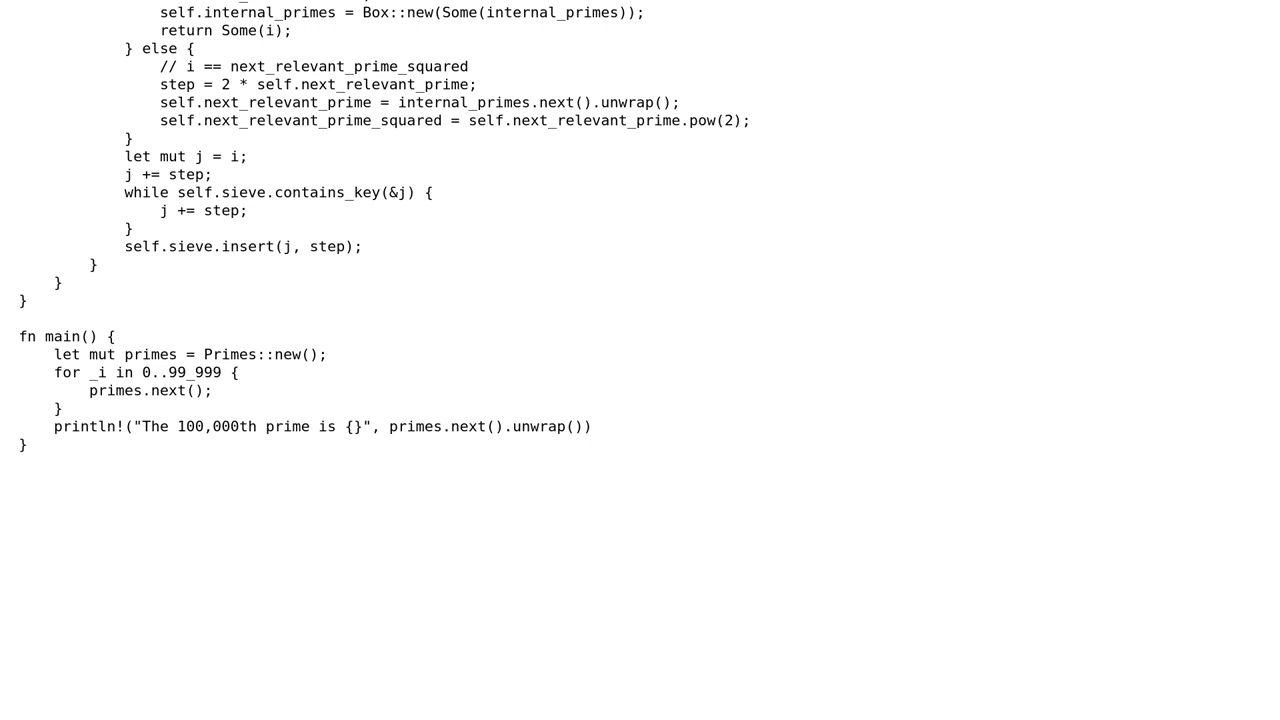 self.internal_primes = Box::new(Some(internal_primes));
return Some(i);
} else {
// i == next_relevant_prime_squared
step = 2 * self.next_relevant_prime;
self.next_relevant_prime = internal_primes.next().unwrap();
self.next_relevant_prime_squared = self.next_relevant_prime.pow(2);
}
let mut j = i;
j += step;
while self.sieve.contains_key(&j) {
j += step;
}
self.sieve.insert(j, step);
}
}
}
fn main() {
let mut primes = Primes::new();
for _i in 0..99_999 {
primes.next();
}
println!("The 100,000th prime is {}", primes.next().unwrap())
}